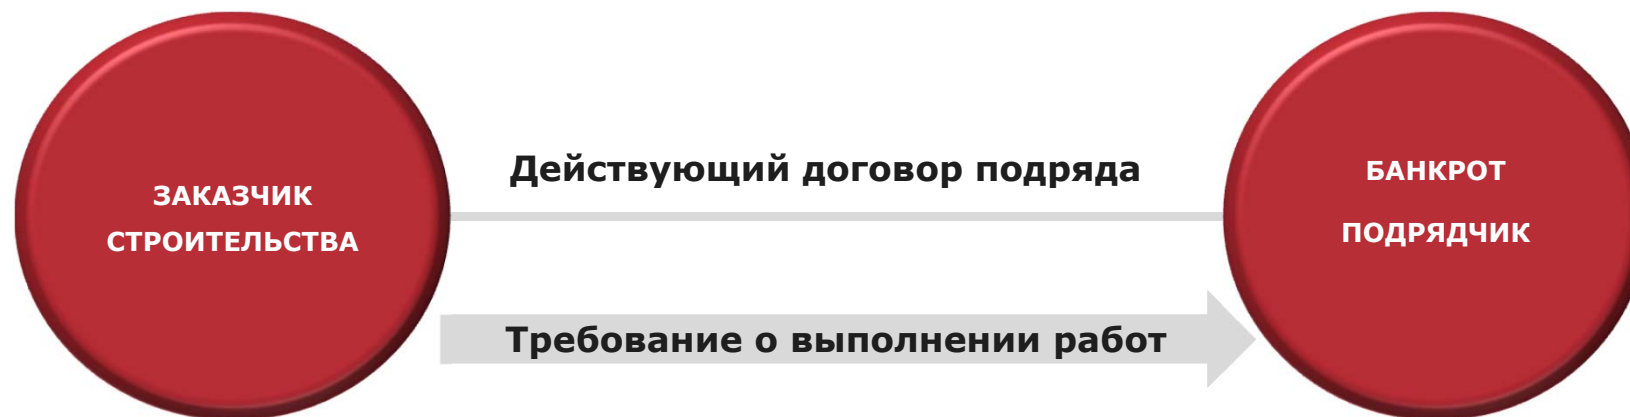 ЗАКАЗЧИК
СТРОИТЕЛЬСТВА
Действующий договор подряда
Требование о выполнении работ
БАНКРОТ
ПОДРЯДЧИК